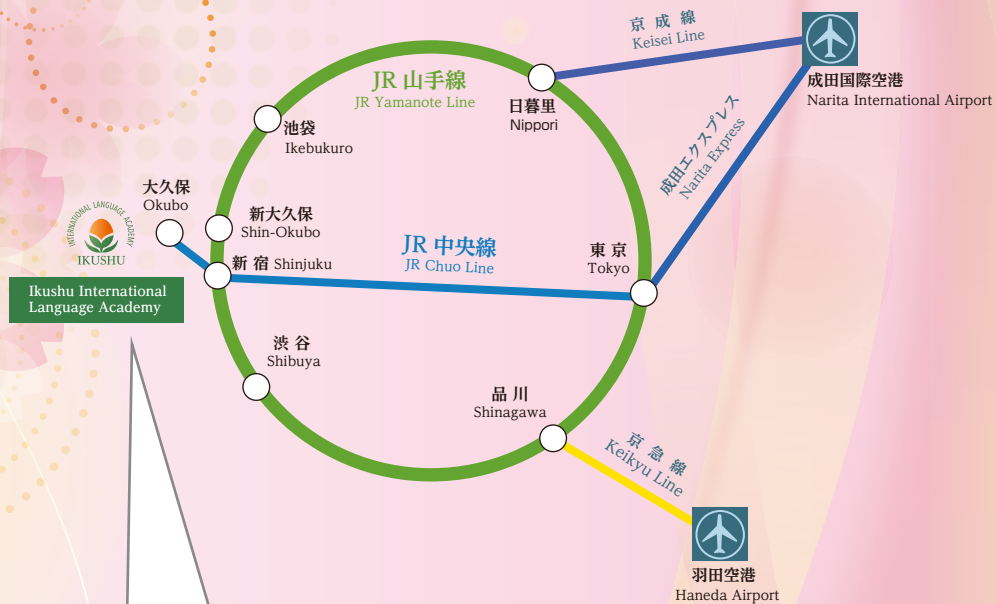 京成線
Keisei Line
成田国際空港
Narita International Airport
JR 山手線
JR Yamanote Line
日暮里
Nippori
成田エクスプレス
Narita Express
池袋
Ikebukuro
大久保
Okubo
新大久保
Shin-Okubo
INTERNATIONAL LANGUAGE ACADEMY
IKUSHU
新宿 Shinjuku
JR 中央線
JR Chuo Line
東京
Tokyo
Ikushu International
Language Academy
渋谷
Shibuya
品川
Shinagawa
京急線
Keikyu Line
羽田空港
Haneda Airport